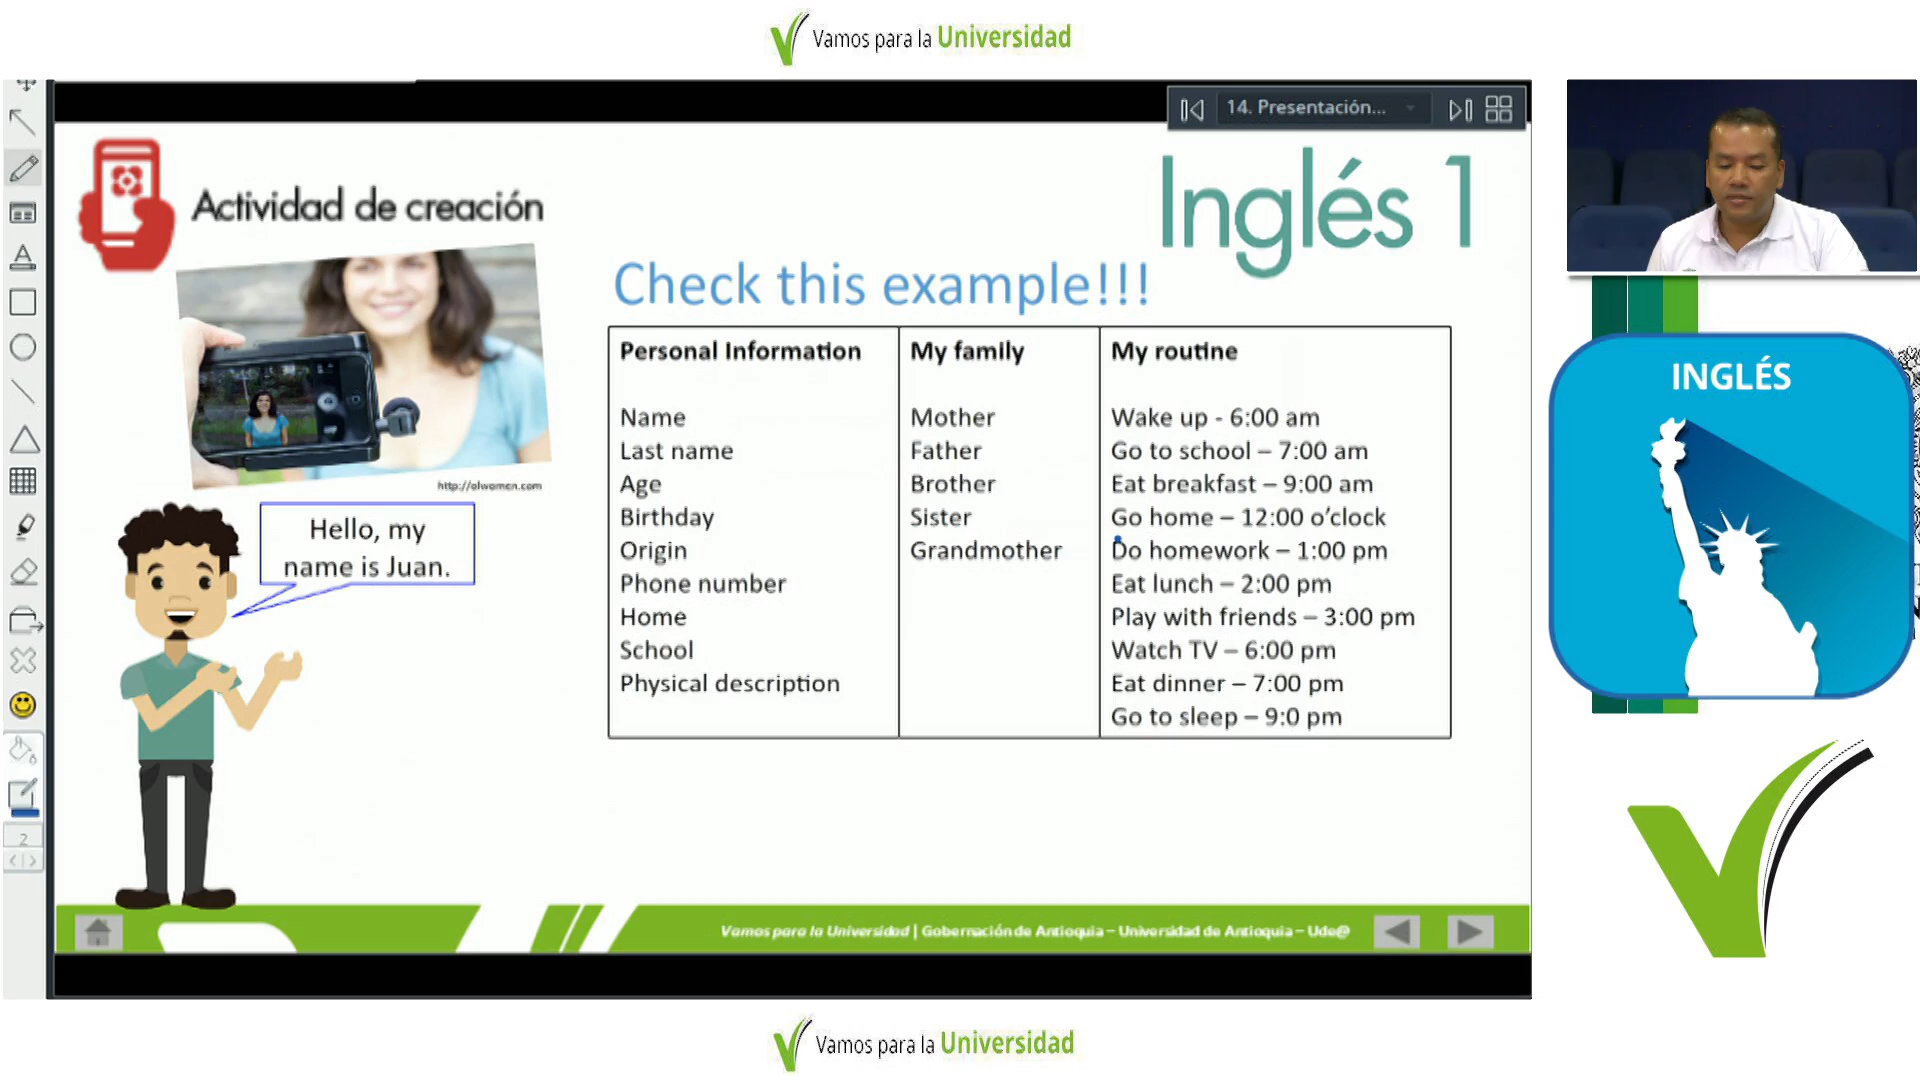 Vamos para la Universidad
14. Presentación...
Actividad de creación
Inglés 1
Check this example!!!
http://olwomen.com
Hello, my
name is Juan.
Personal Information
Name
Last name
Age
Birthday
Origin
Phone number
Home
School
Physical description
My family
Mother
Father
Brother
Sister
Grandmother
My routine
Wake up - 6:00 am
Go to school – 7:00 am
Eat breakfast – 9:00 am
Go home – 12:00 o’clock
Do homework – 1:00 pm
Eat lunch – 2:00 pm
Play with friends – 3:00 pm
Watch TV – 6:00 pm
Eat dinner – 7:00 pm
Go to sleep – 9:0 pm
2
Vamos para la Universidad | Gobernación de Antioquia – Universidad de Antioquia – Ude@
INGLÉS
Vamos para la Universidad